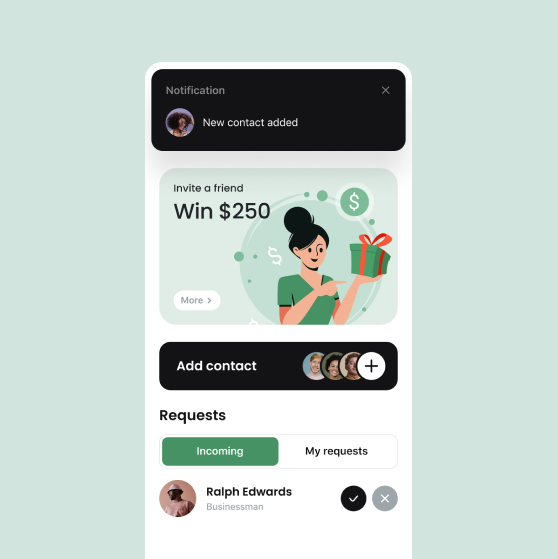 Notification
New contact added
Invite a friend
Win $250
$
$
More
Add contact
Requests
Incoming
My requests
Ralph Edwards
Businessman